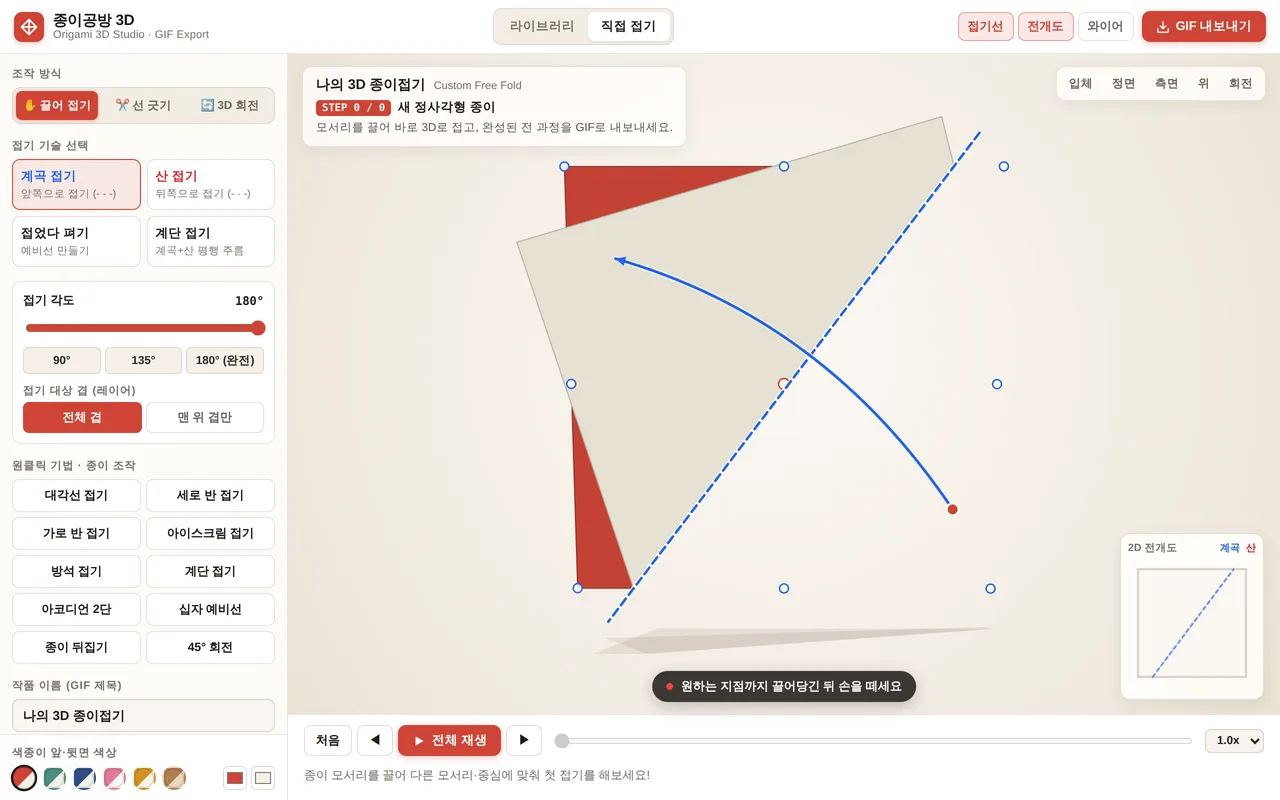 종이공방 3D
Origami 3D Studio · GIF Export
라이브러리
직접 접기
접기선
전개도
와이어
GIF 내보내기
조작 방식
끌어 접기
선 긋기
3D 회전
접기 기술 선택
계곡 접기
앞쪽으로 접기 (- - -)
산 접기
뒤쪽으로 접기 (- · -)
접었다 펴기
예비선 만들기
계단 접기
계곡+산 평행 주름
접기 각도
180°
90°
135°
180° (완전)
접기 대상 겹 (레이어)
전체 겹
맨 위 겹만
원클릭 기법 · 종이 조작
대각선 접기
세로 반 접기
가로 반 접기
아이스크림 접기
방석 접기
계단 접기
아코디언 2단
십자 예비선
종이 뒤집기
45° 회전
작품 이름 (GIF 제목)
나의 3D 종이접기
색종이 앞·뒷면 색상
나의 3D 종이접기 Custom Free Fold
STEP 0 / 0 새 정사각형 종이
모서리를 끌어 바로 3D로 접고, 완성된 전 과정을 GIF로 내보내세요.
입체
정면
측면
위
회전
2D 전개도
계곡
산
원하는 지점까지 끌어당긴 뒤 손을 떼세요
처음
전체 재생
1.0x
종이 모서리를 끌어 다른 모서리·중심에 맞춰 첫 접기를 해보세요!